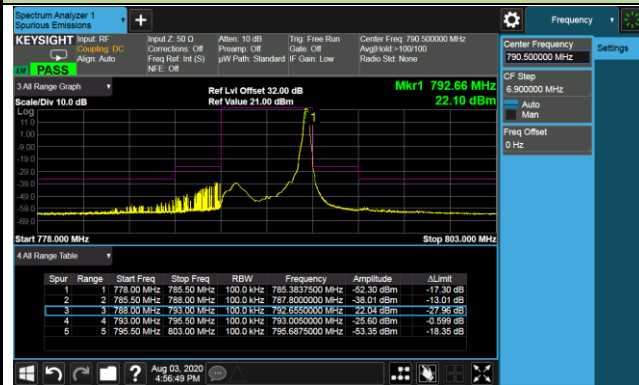 Spectrum Analyzer 1
Spurious Emissions
Frequency
KEYSIGHT
Input: RF
Coupling: DC
Align: Auto
Input Z: 50 Ω
Corrections: Off
Freq Ref: Int (S)
NFE: Off
Atten: 10 dB
Preamp: Off
µW Path: Standard
Trig: Free Run
Gate: Off
IF Gain: Low
Center Freq: 790.500000 MHz
Avg|Hold:>100/100
Radio Std: None
PASS
3 All Range Graph
Scale/Div 10.0 dB
Ref Lvl Offset 32.00 dB
Ref Value 21.00 dBm
Mkr1 792.66 MHz
22.10 dBm
Log
11.0
1.00
-9.00
-19.0
-29.0
-39.0
-49.0
-59.0
-69.0
1
Start 778.000 MHz
Stop 803.000 MHz
4 All Range Table
Spur Range Start Freq Stop Freq RBW Frequency Amplitude ΔLimit
1 1 778.00 MHz 785.50 MHz 100.0 kHz 785.3837500 MHz -52.30 dBm -17.30 dB
2 2 785.50 MHz 788.00 MHz 100.0 kHz 787.8000000 MHz -38.01 dBm -13.01 dB
3 3 788.00 MHz 793.00 MHz 100.0 kHz 792.6550000 MHz 22.04 dBm -27.96 dB
4 4 793.00 MHz 795.50 MHz 100.0 kHz 793.0050000 MHz -25.60 dBm -0.599 dB
5 5 795.50 MHz 803.00 MHz 100.0 kHz 795.6875000 MHz -53.35 dBm -18.35 dB
Center Frequency
790.500000 MHz
Settings
CF Step
6.900000 MHz
Auto
Man
Freq Offset
0 Hz
?
Aug 03, 2020
4:56:49 PM